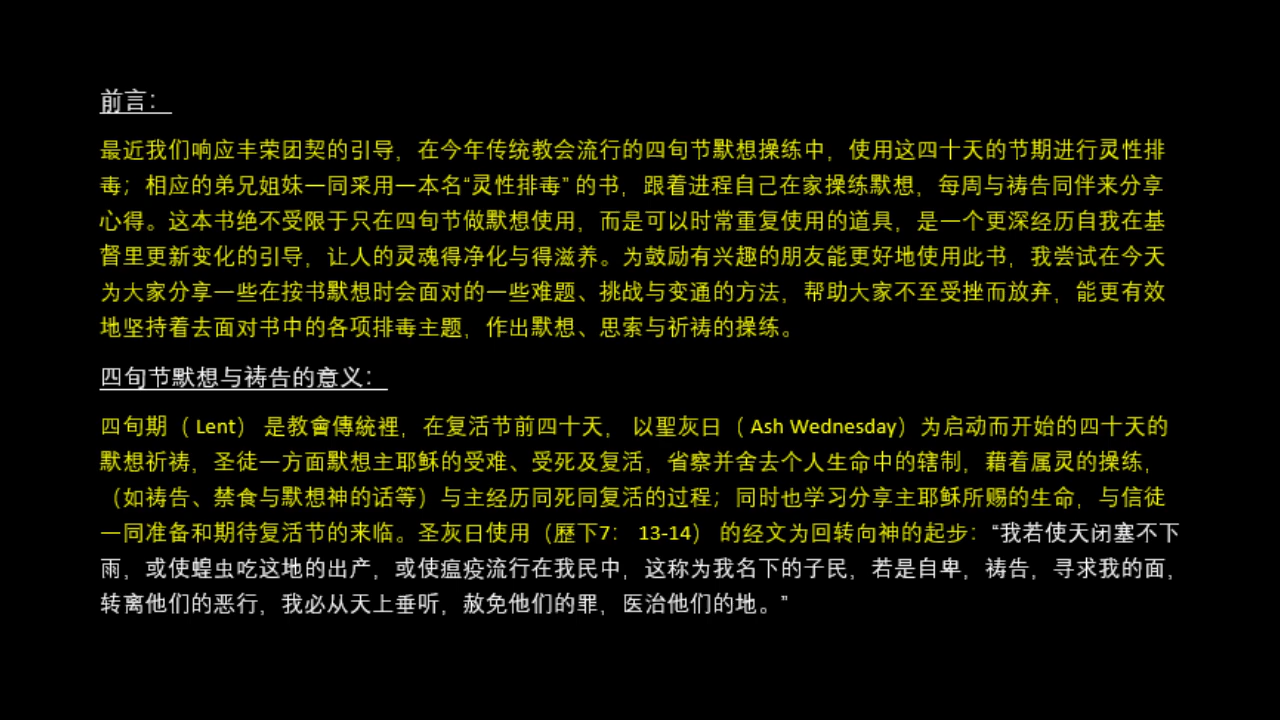 前言：
最近我们响应丰荣团契的引导，在今年传统教会流行的四旬节默想操练中，使用这四十天的节期进行灵性排
毒；相应的弟兄姐妹一同采用一本名“灵性排毒” 的书，跟着进程自己在家操练默想，每周与祷告同伴来分享
心得。这本书绝不受限于只在四旬节做默想使用，而是可以时常重复使用的道具，是一个更深经历自我在基
督里更新变化的引导，让人的灵魂得净化与得滋养。为鼓励有兴趣的朋友能更好地使用此书，我尝试在今天
为大家分享一些在按书默想时会面对的一些难题、挑战与变通的方法，帮助大家不至受挫而放弃，能更有效
地坚持着去面对书中的各项排毒主题，作出默想、思索与祈祷的操练。
四旬节默想与祷告的意义：
四旬期（ Lent） 是教會傳統裡，在复活节前四十天， 以聖灰日（ Ash Wednesday）为启动而开始的四十天的
默想祈祷，圣徒一方面默想主耶稣的受难、受死及复活，省察并舍去个人生命中的辖制，藉着属灵的操练，
（如祷告、禁食与默想神的话等）与主经历同死同复活的过程；同时也学习分享主耶稣所赐的生命，与信徒
一同准备和期待复活节的来临。圣灰日使用（歷下7： 13-14） 的经文为回转向神的起步：“我若使天闭塞不下
雨，或使蝗虫吃这地的出产，或使瘟疫流行在我民中，这称为我名下的子民，若是自卑，祷告，寻求我的面，
转离他们的恶行，我必从天上垂听，赦免他们的罪，医治他们的地。”